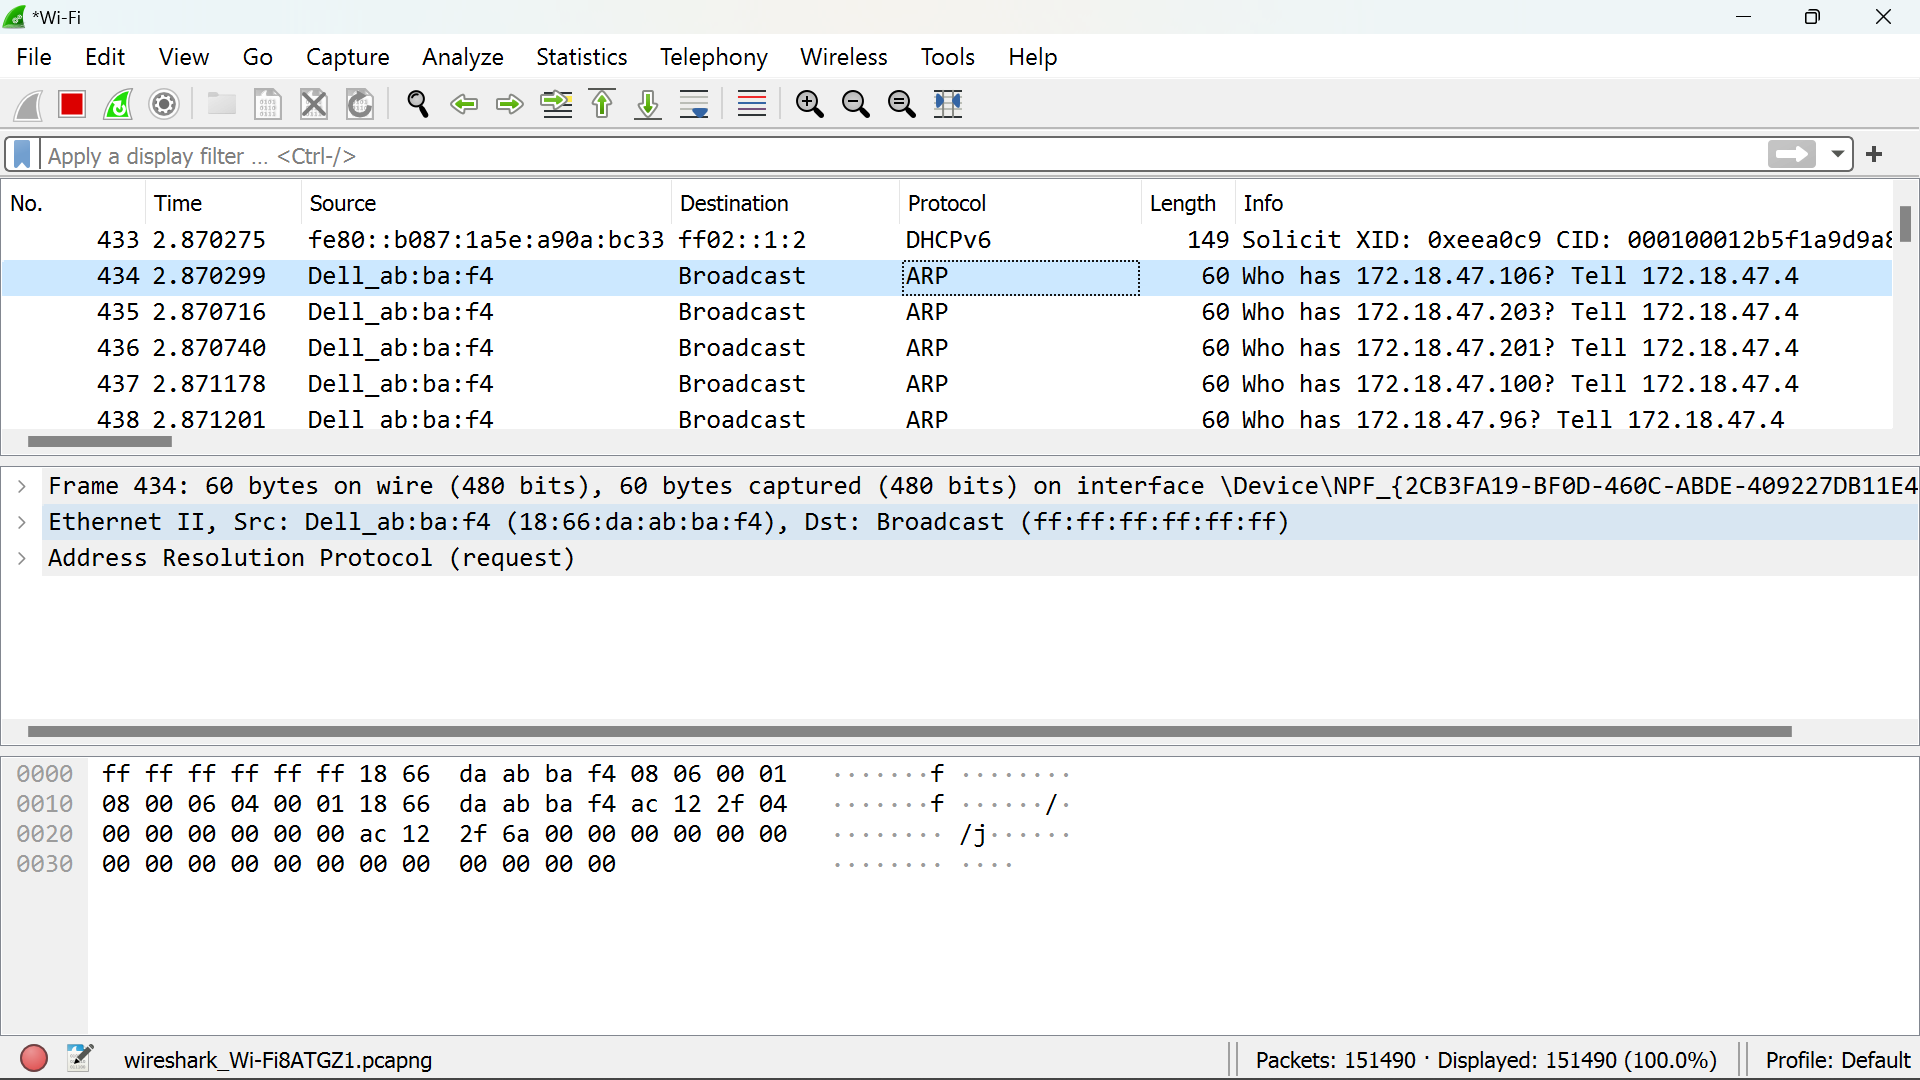 *Wi-Fi
File Edit View Go Capture Analyze Statistics Telephony Wireless Tools Help
Apply a display filter ... <Ctrl-/>
No. Time Source Destination Protocol Length Info
433 2.870275 fe80::b087:1a5e:a90a:bc33 ff02::1:2 DHCPv6 149 Solicit XID: 0xeea0c9 CID: 000100012b5f1a9d9a8
434 2.870299 Dell_ab:ba:f4 Broadcast ARP 60 Who has 172.18.47.106? Tell 172.18.47.4
435 2.870716 Dell_ab:ba:f4 Broadcast ARP 60 Who has 172.18.47.203? Tell 172.18.47.4
436 2.870740 Dell_ab:ba:f4 Broadcast ARP 60 Who has 172.18.47.201? Tell 172.18.47.4
437 2.871178 Dell_ab:ba:f4 Broadcast ARP 60 Who has 172.18.47.100? Tell 172.18.47.4
438 2.871201 Dell_ab:ba:f4 Broadcast ARP 60 Who has 172.18.47.96? Tell 172.18.47.4
Frame 434: 60 bytes on wire (480 bits), 60 bytes captured (480 bits) on interface \Device\NPF_{2CB3FA19-BF0D-460C-ABDE-409227DB11E4
Ethernet II, Src: Dell_ab:ba:f4 (18:66:da:ab:ba:f4), Dst: Broadcast (ff:ff:ff:ff:ff:ff)
Address Resolution Protocol (request)
0000 ff ff ff ff ff ff 18 66 da ab ba f4 08 06 00 01 ·······f ········
0010 08 00 06 04 00 01 18 66 da ab ba f4 ac 12 2f 04 ·······f ······/·
0020 00 00 00 00 00 00 ac 12 2f 6a 00 00 00 00 00 00 ········ /j······
0030 00 00 00 00 00 00 00 00 00 00 00 00 ········ ····
wireshark_Wi-Fi8ATGZ1.pcapng Packets: 151490 · Displayed: 151490 (100.0%) Profile: Default